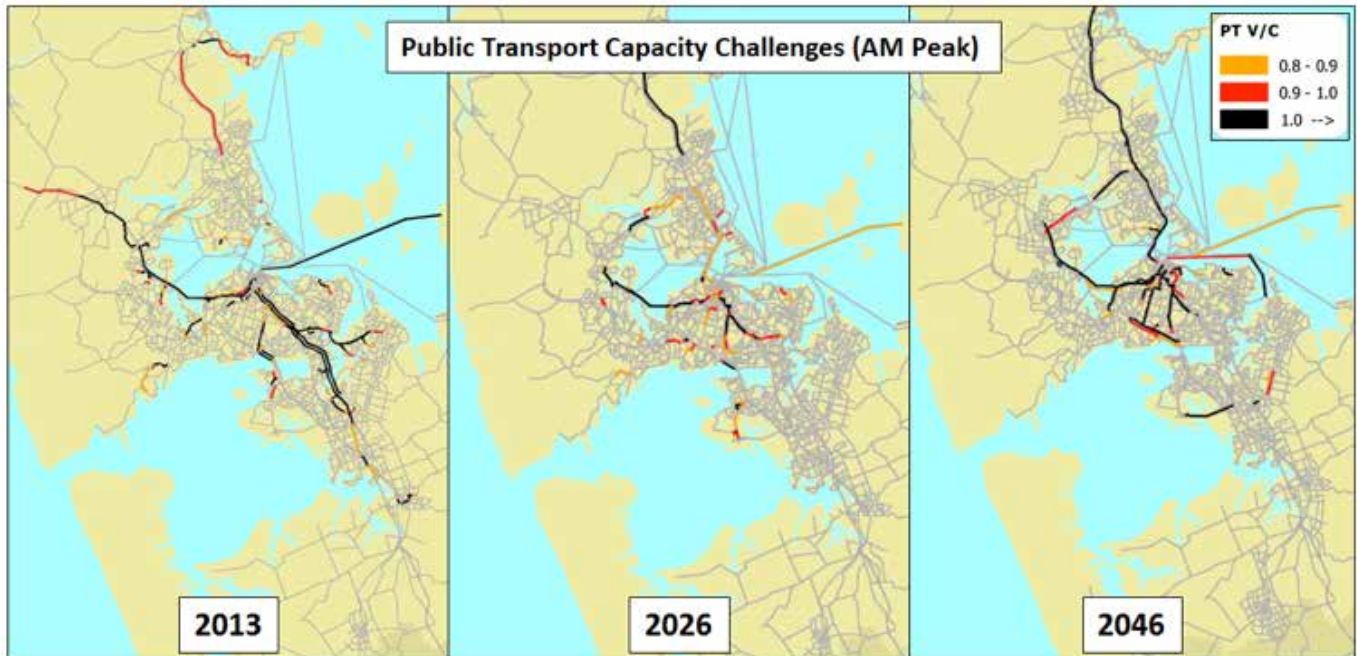 Public Transport Capacity Challenges (AM Peak)
PT V/C
0.8 - 0.9
0.9 - 1.0
1.0 -->
2013
2026
2046